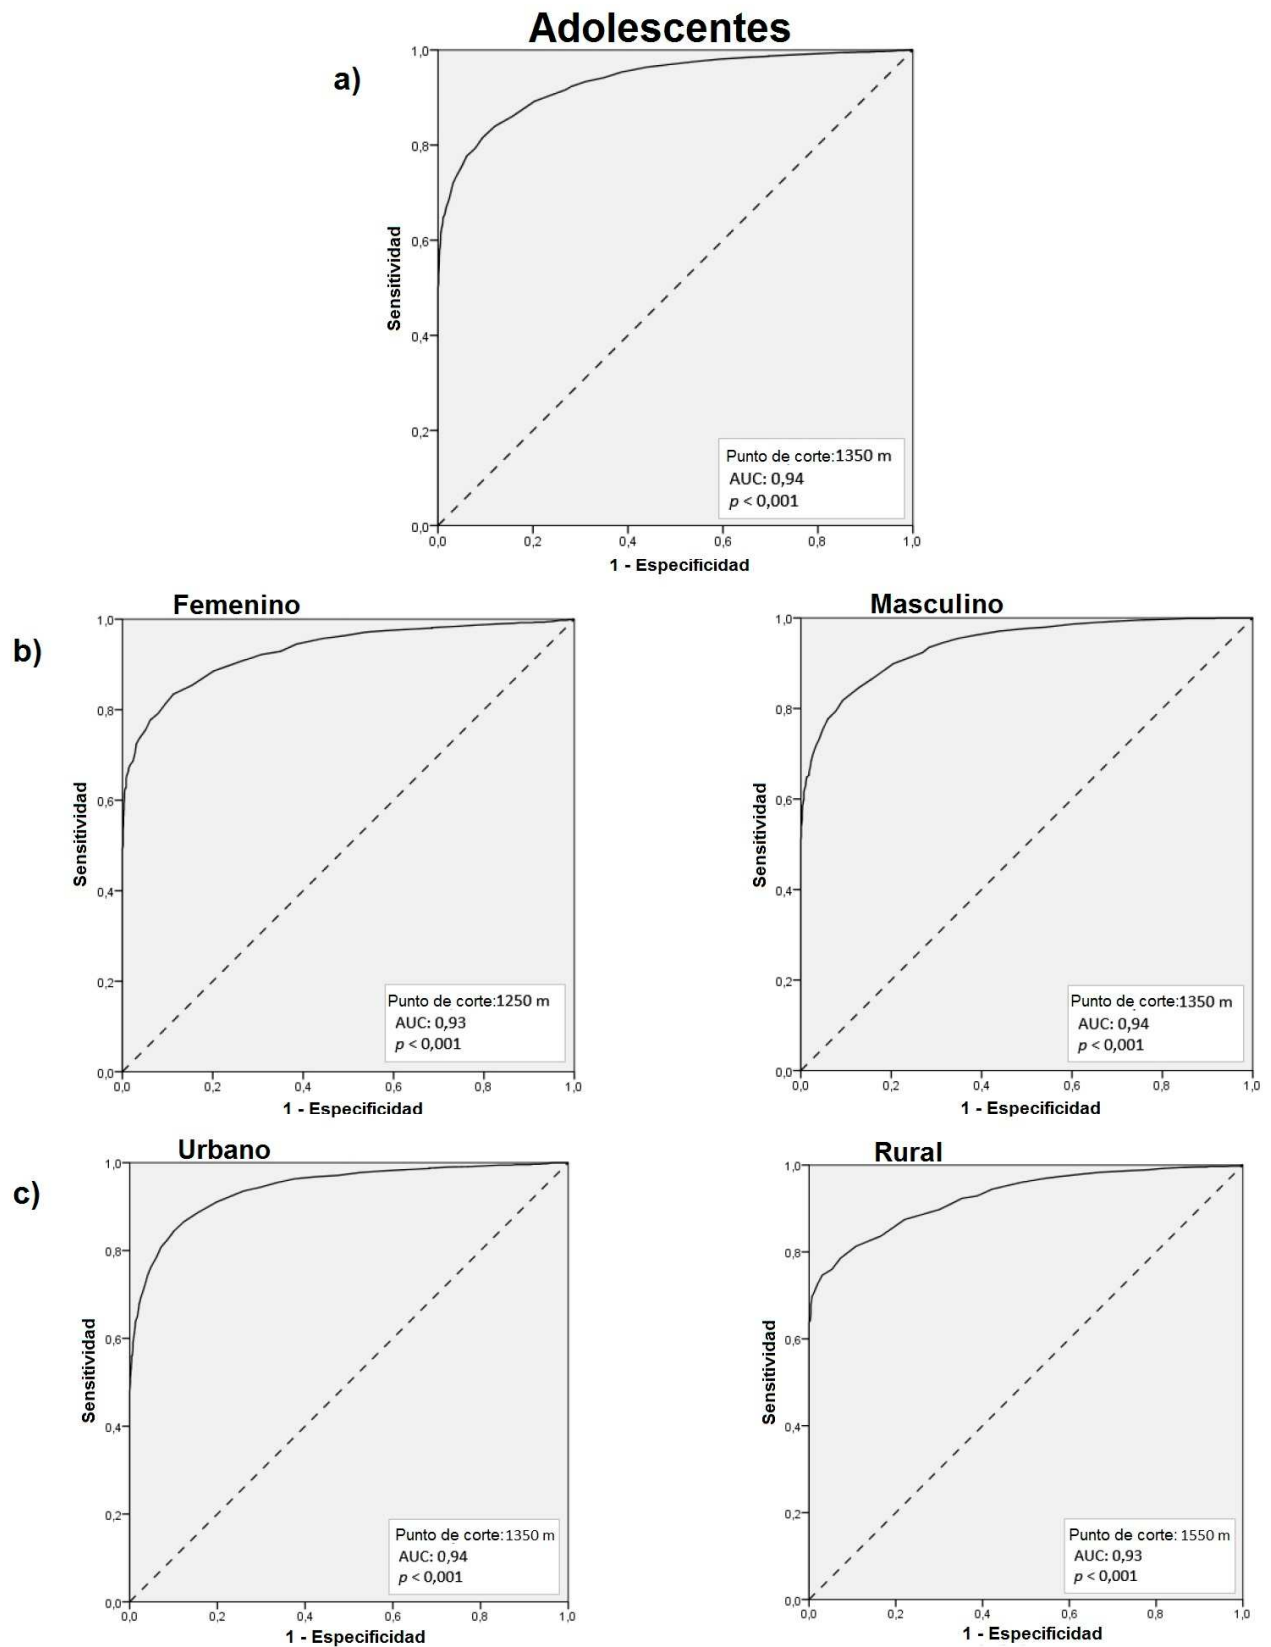 Adolescentes
a)
1,0
0,8
0,6
0,4
0,2
0,0
Sensitividad
Punto de corte:1350 m
AUC: 0,94
p < 0,001
0,0 0,2 0,4 0,6 0,8 1,0
1 - Especificidad
b)
Femenino
1,0
0,8
0,6
0,4
0,2
0,0
Sensitividad
Punto de corte:1250 m
AUC: 0,93
p < 0,001
0,0 0,2 0,4 0,6 0,8 1,0
1 - Especificidad
Masculino
1,0
0,8
0,6
0,4
0,2
0,0
Sensitividad
Punto de corte:1350 m
AUC: 0,94
p < 0,001
0,0 0,2 0,4 0,6 0,8 1,0
1 - Especificidad
c)
Urbano
1,0
0,8
0,6
0,4
0,2
0,0
Sensitividad
Punto de corte:1350 m
AUC: 0,94
p < 0,001
0,0 0,2 0,4 0,6 0,8 1,0
1 - Especificidad
Rural
1,0
0,8
0,6
0,4
0,2
0,0
Sensitividad
Punto de corte: 1550 m
AUC: 0,93
p < 0,001
0,0 0,2 0,4 0,6 0,8 1,0
1 - Especificidad